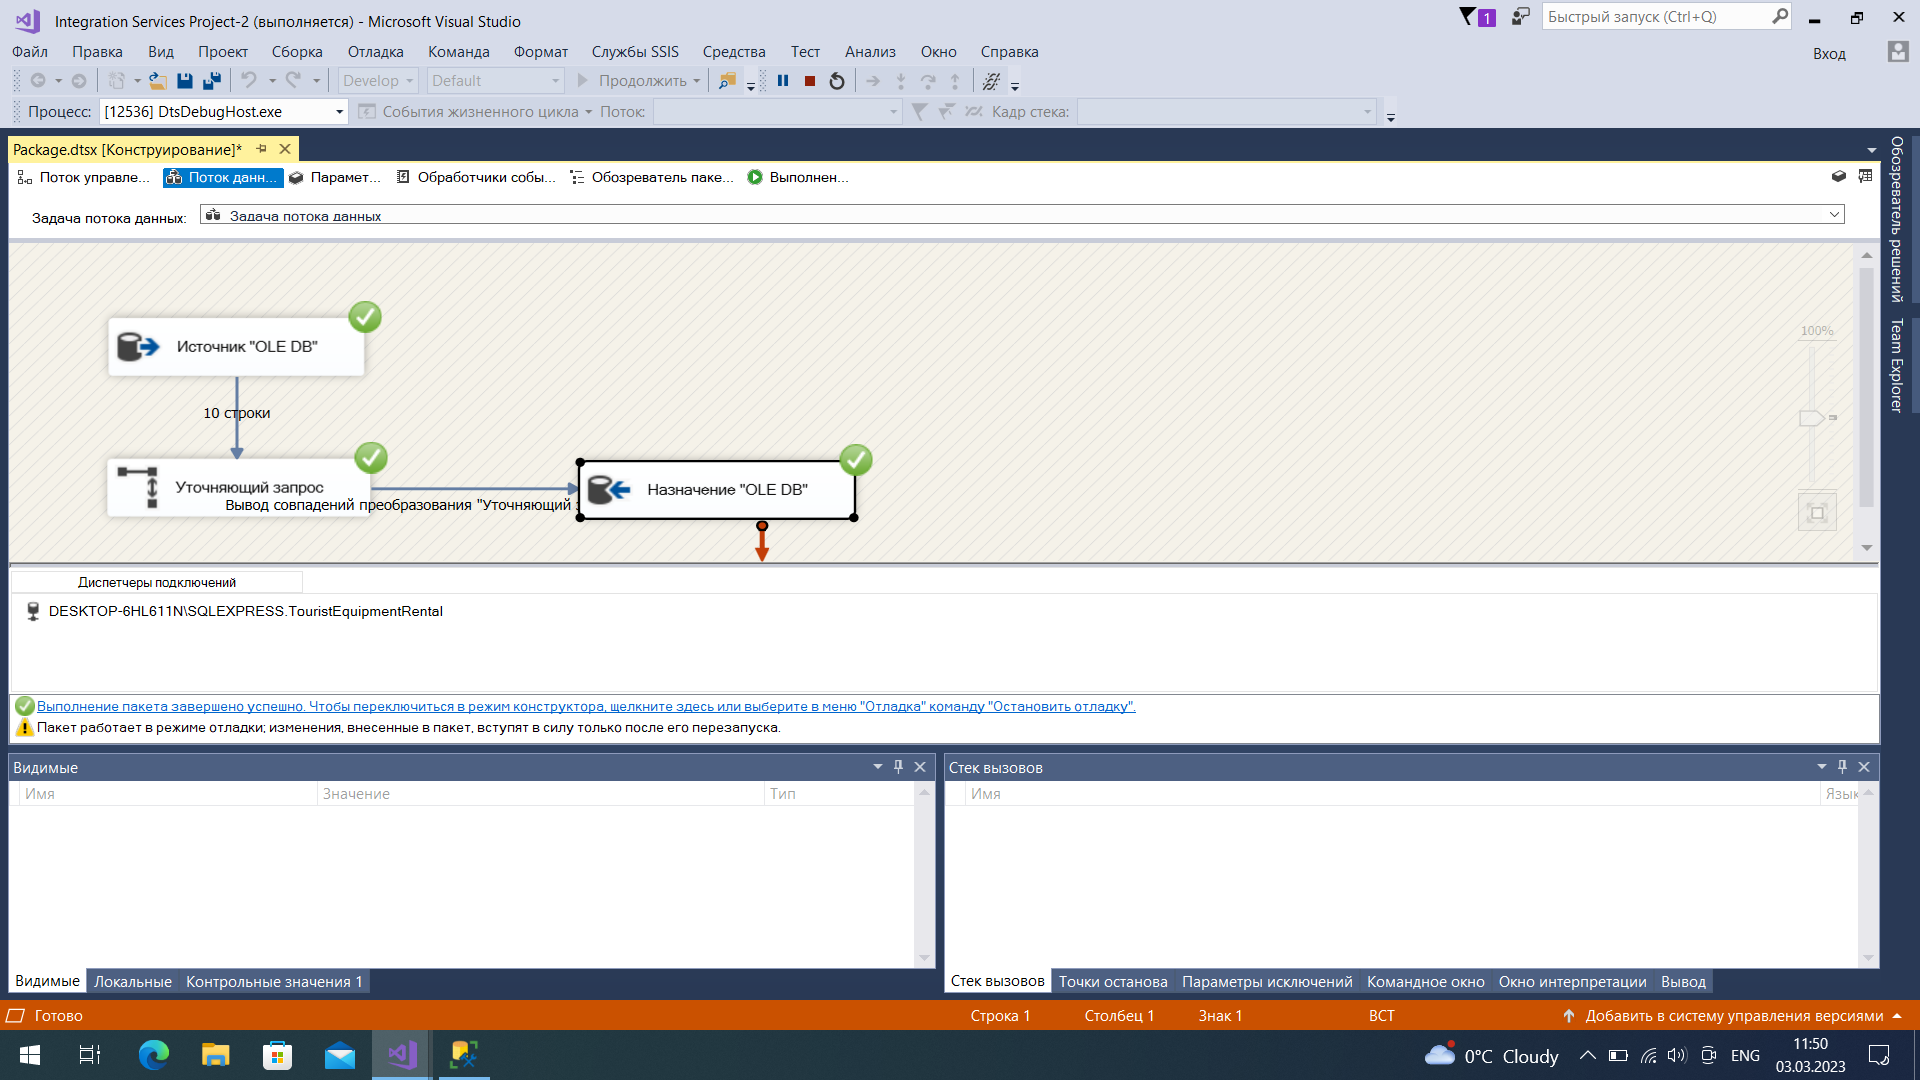 Integration Services Project-2 (выполняется) - Microsoft Visual Studio
1
Быстрый запуск (Ctrl+Q)
Файл Правка Вид Проект Сборка Отладка Команда Формат Службы SSIS Средства Тест Анализ Окно Справка
Вход
Develop Default Продолжить
Процесс: [12536] DtsDebugHost.exe События жизненного цикла Поток: Кадр стека:
Package.dtsx [Конструирование]*
Поток управле... Поток данн... Парамет... Обработчики собы... Обозреватель паке... Выполнен...
Задача потока данных: Задача потока данных
Обозреватель решений
Team Explorer
100%
Источник "OLE DB"
10 строки
Уточняющий запрос
Вывод совпадений преобразования "Уточняющий
Назначение "OLE DB"
Диспетчеры подключений
DESKTOP-6HL611N\SQLEXPRESS.TouristEquipmentRental
Выполнение пакета завершено успешно. Чтобы переключиться в режим конструктора, щелкните здесь или выберите в меню "Отладка" команду "Остановить отладку".
Пакет работает в режиме отладки; изменения, внесенные в пакет, вступят в силу только после его перезапуска.
Видимые
Имя Значение Тип
Стек вызовов
Имя Язык
Видимые Локальные Контрольные значения 1
Стек вызовов Точки останова Параметры исключений Командное окно Окно интерпретации Вывод
Готово Строка 1 Столбец 1 Знак 1 ВСТ Добавить в систему управления версиями
0°C Cloudy ENG
11:50
03.03.2023